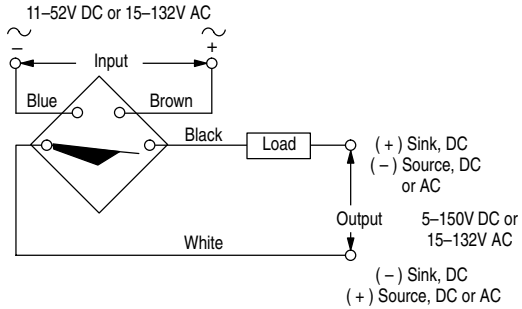 11–52V DC or 15–132V AC
– +
Input
Blue Brown
Black
Load
( + ) Sink, DC
( – ) Source, DC
or AC
Output
5–150V DC or
15–132V AC
White
( – ) Sink, DC
( + ) Source, DC or AC